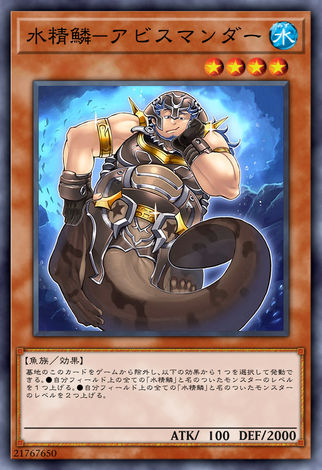 水精鱗－アビスマンダー
水
【魚族／効果】
墓地のこのカードをゲームから除外し、以下の効果から１つを選択して発動で
きる。●自分フィールド上の全ての「水精鱗」と名のついたモンスターのレベル
を１つ上げる。●自分フィールド上の全ての「水精鱗」と名のついたモンスター
のレベルを２つ上げる。
ATK/ 100 DEF/2000
21767650